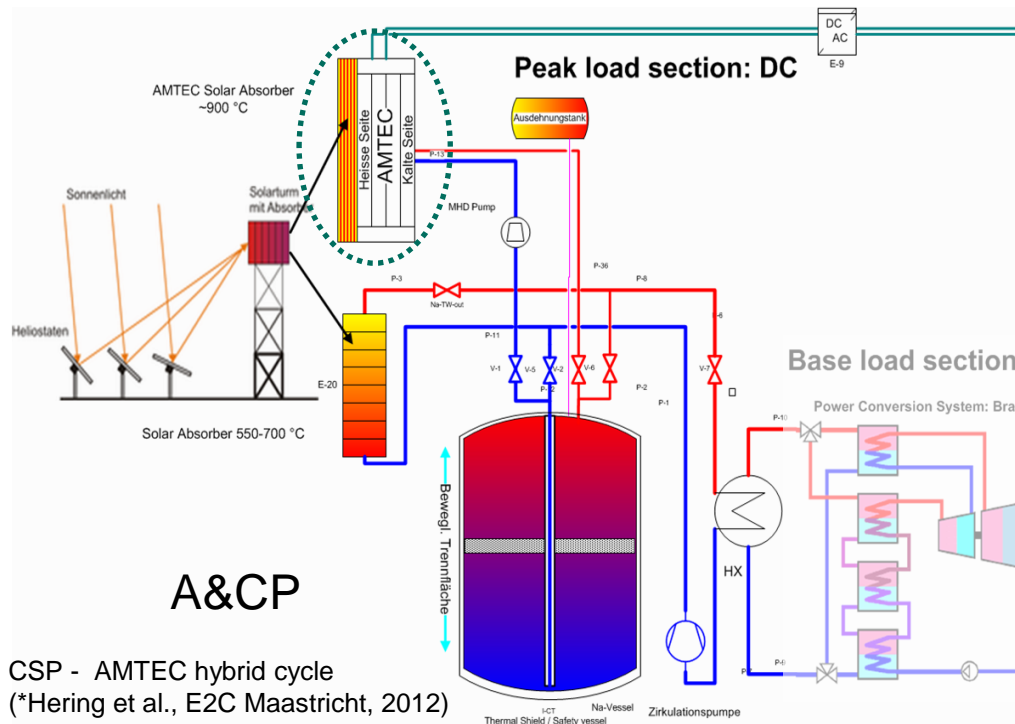 DC
AC
E-9
Peak load section: DC
AMTEC Solar Absorber
~900 °C
Ausdehnungstank
Heisse Seite
AMTEC
Kalte Seite
P-13
Sonnenlicht
Solarturm
mit Absorber
MHD Pump
P-3
P-36
P-8
Na-TW-out
P-6
P-11
Heliostaten
V-1
V-5
V-2
V-6
V-7
Base load section
E-20
P-2
P-1
P-10
Power Conversion System: Bra
Solar Absorber 550-700 °C
Bewegl. Trennfläche
HX
A&CP
P-9
CSP - AMTEC hybrid cycle
(*Hering et al., E2C Maastricht, 2012)
I-CT
Na-Vessel
Thermal Shield / Safety vessel
Zirkulationspumpe